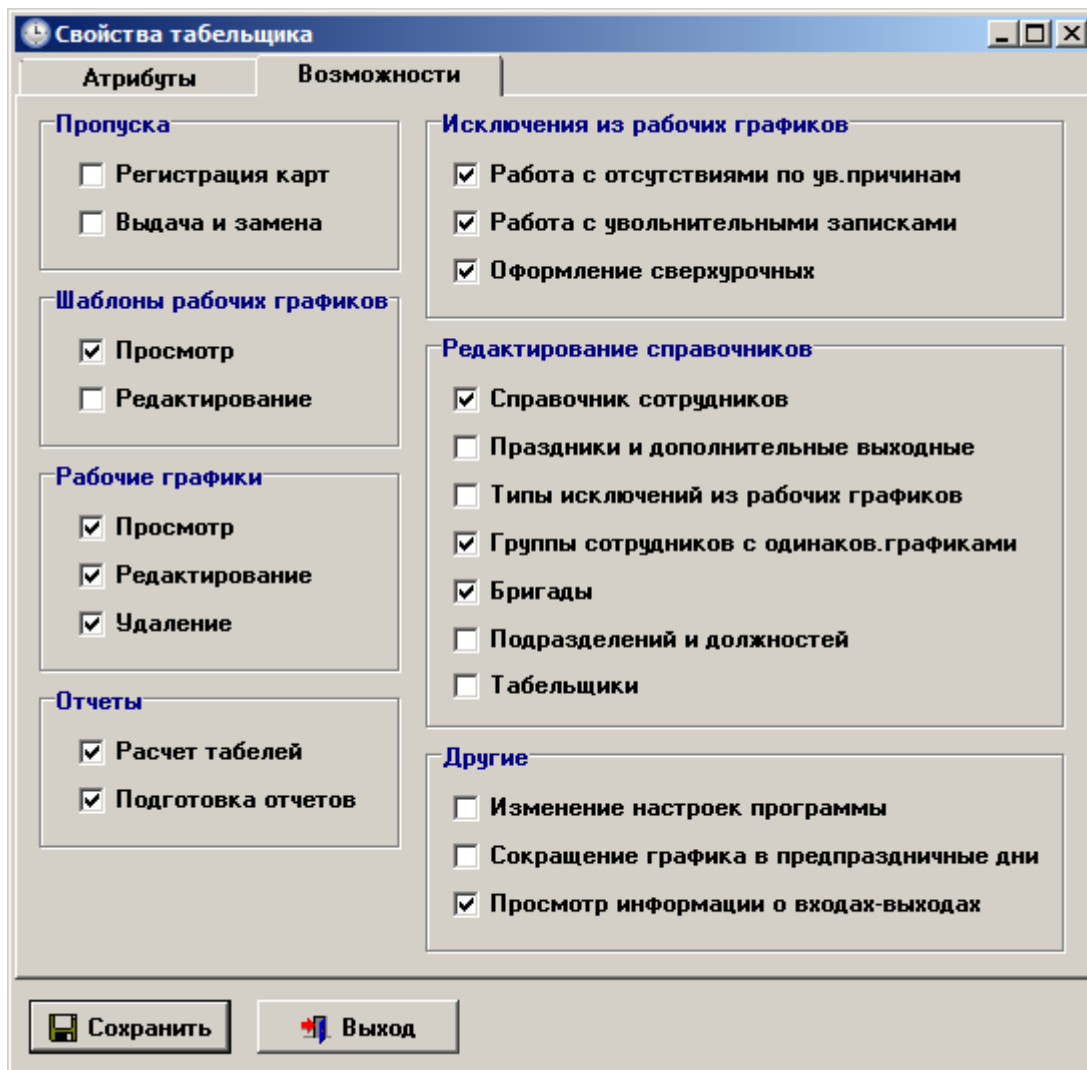 Свойства табельщика
Атрибуты
Возможности
Пропуска
Регистрация карт
Выдача и замена
Шаблоны рабочих графиков
Просмотр
Редактирование
Рабочие графики
Просмотр
Редактирование
Удаление
Отчеты
Расчет табелей
Подготовка отчетов
Исключения из рабочих графиков
Работа с отсутствиями по ув.причинам
Работа с увольнительными записками
Оформление сверхурочных
Редактирование справочников
Справочник сотрудников
Праздники и дополнительные выходные
Типы исключений из рабочих графиков
Группы сотрудников с одинаков.графиками
Бригады
Подразделений и должностей
Табельщики
Другие
Изменение настроек программы
Сокращение графика в предпраздничные дни
Просмотр информации о входах-выходах
Сохранить
Выход